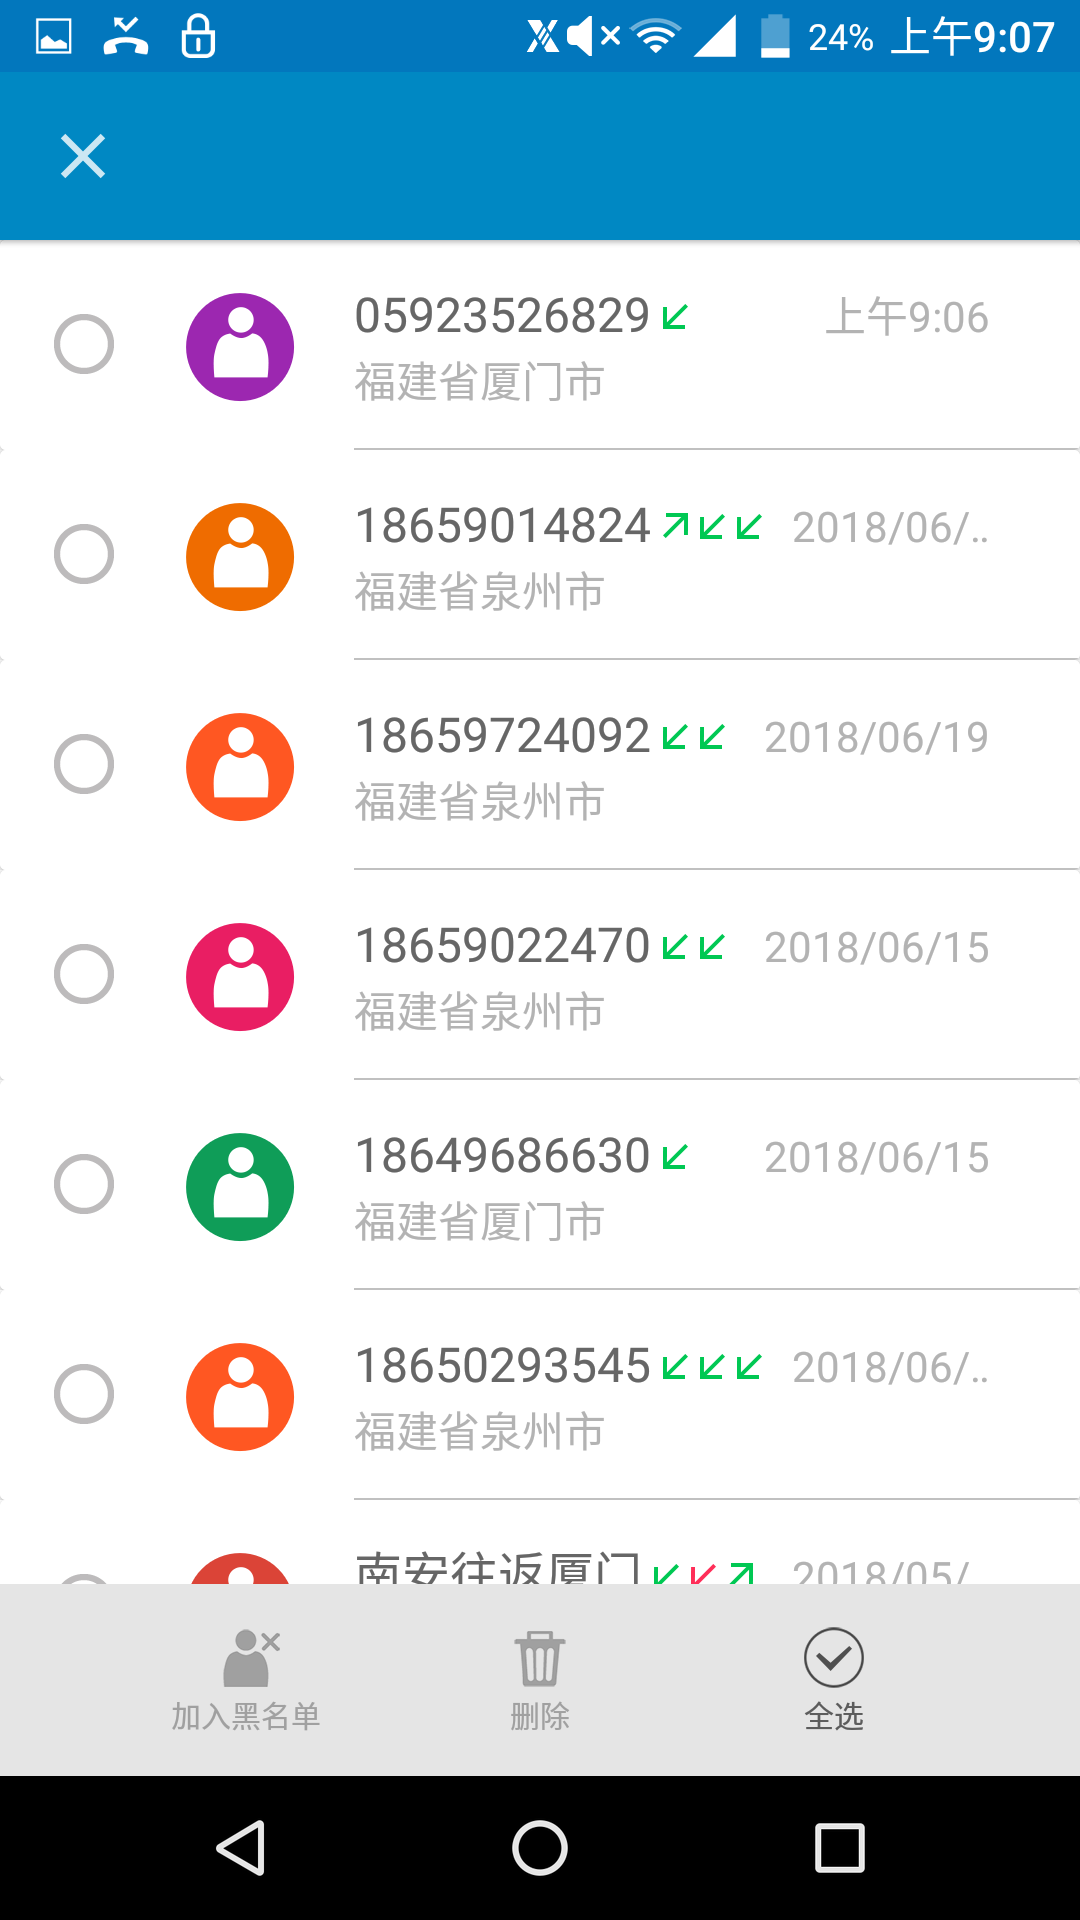 24% 上午9:07
05923526829 上午9:06
福建省厦门市
18659014824 2018/06/..
福建省泉州市
18659724092 2018/06/19
福建省泉州市
18659022470 2018/06/15
福建省泉州市
18649686630 2018/06/15
福建省厦门市
18650293545 2018/06/..
福建省泉州市
南安往返厦门 2018/05/
加入黑名单 删除 全选